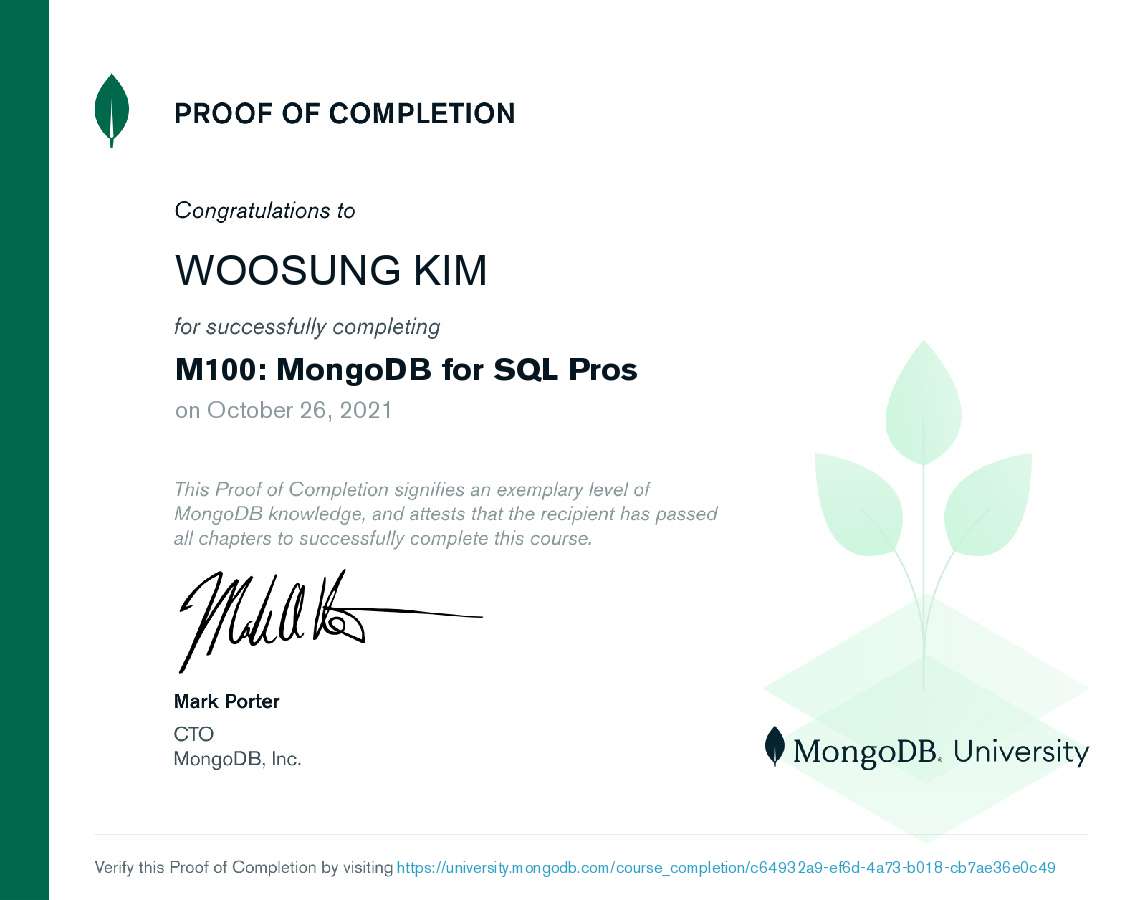 PROOF OF COMPLETION
Congratulations to
WOOSUNG KIM
for successfully completing
M100: MongoDB for SQL Pros
on October 26, 2021
This Proof of Completion signifies an exemplary level of
MongoDB knowledge, and attests that the recipient has passed
all chapters to successfully complete this course.
Mark Porter
CTO
MongoDB, Inc.
MongoDB® University
Verify this Proof of Completion by visiting https://university.mongodb.com/course_completion/c64932a9-ef6d-4a73-b018-cb7ae36e0c49